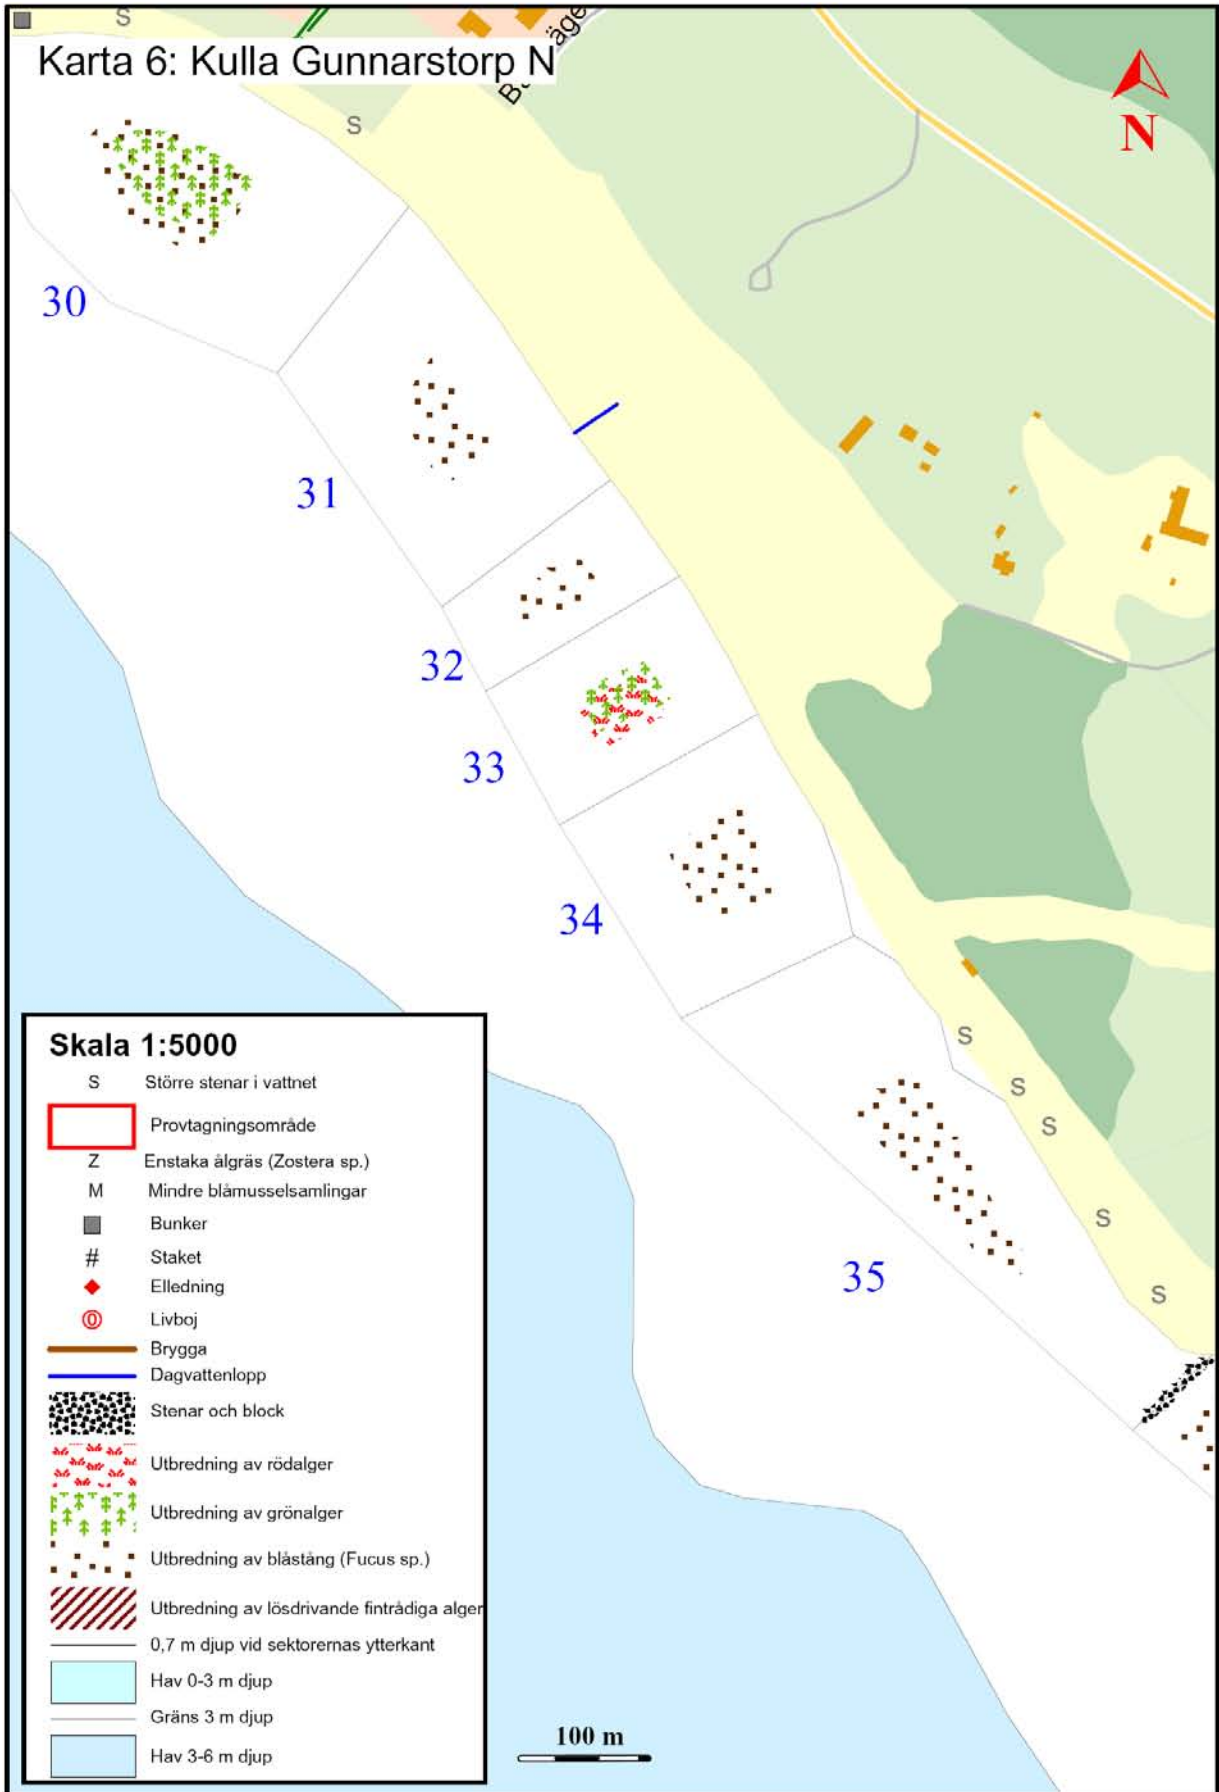 S
Karta 6: Kulla Gunnarstorp N
S
N
30
31
32
33
34
S
S
S
35
S
S
Skala 1:5000
S Större stenar i vattnet
Provtagningsområde
Z Enstaka ålgräs (Zostera sp.)
M Mindre blåmusselsamlingar
Bunker
# Staket
Elledning
Livboj
Brygga
Dagvattenlopp
Stenar och block
Utbredning av rödalger
Utbredning av grönalger
Utbredning av blåstång (Fucus sp.)
Utbredning av lösdrivande fintrådiga alger
0,7 m djup vid sektorernas ytterkant
Hav 0-3 m djup
Gräns 3 m djup
Hav 3-6 m djup
100 m